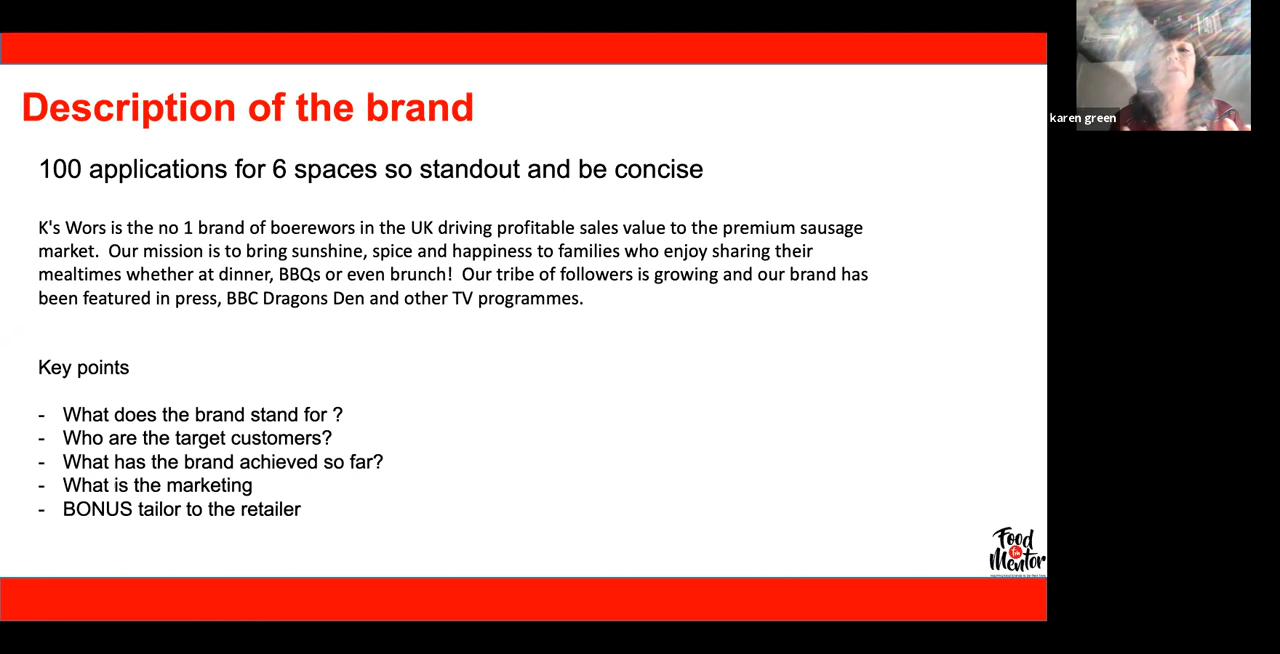 Description of the brand
karen green
100 applications for 6 spaces so standout and be concise
K's Wors is the no 1 brand of boerewors in the UK driving profitable sales value to the premium sausage
market. Our mission is to bring sunshine, spice and happiness to families who enjoy sharing their
mealtimes whether at dinner, BBQs or even brunch! Our tribe of followers is growing and our brand has
been featured in press, BBC Dragons Den and other TV programmes.
Key points
- What does the brand stand for ?
- Who are the target customers?
- What has the brand achieved so far?
- What is the marketing
- BONUS tailor to the retailer
Food
fm
Mentor